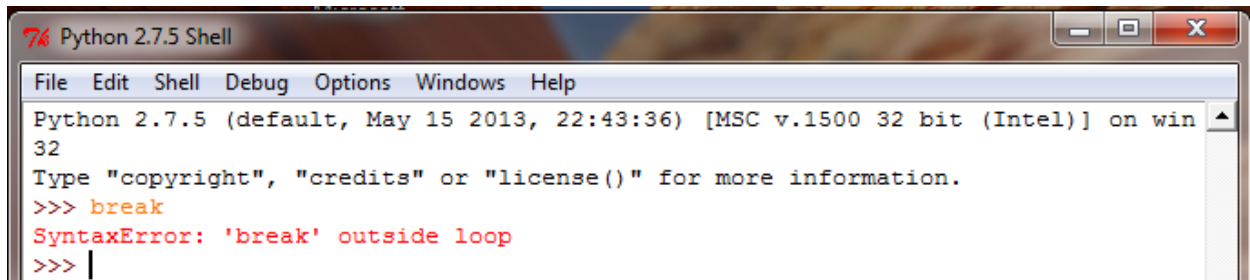 Microsoft
Python 2.7.5 Shell
File Edit Shell Debug Options Windows Help
Python 2.7.5 (default, May 15 2013, 22:43:36) [MSC v.1500 32 bit (Intel)] on win
32
Type "copyright", "credits" or "license()" for more information.
>>> break
SyntaxError: 'break' outside loop
>>>